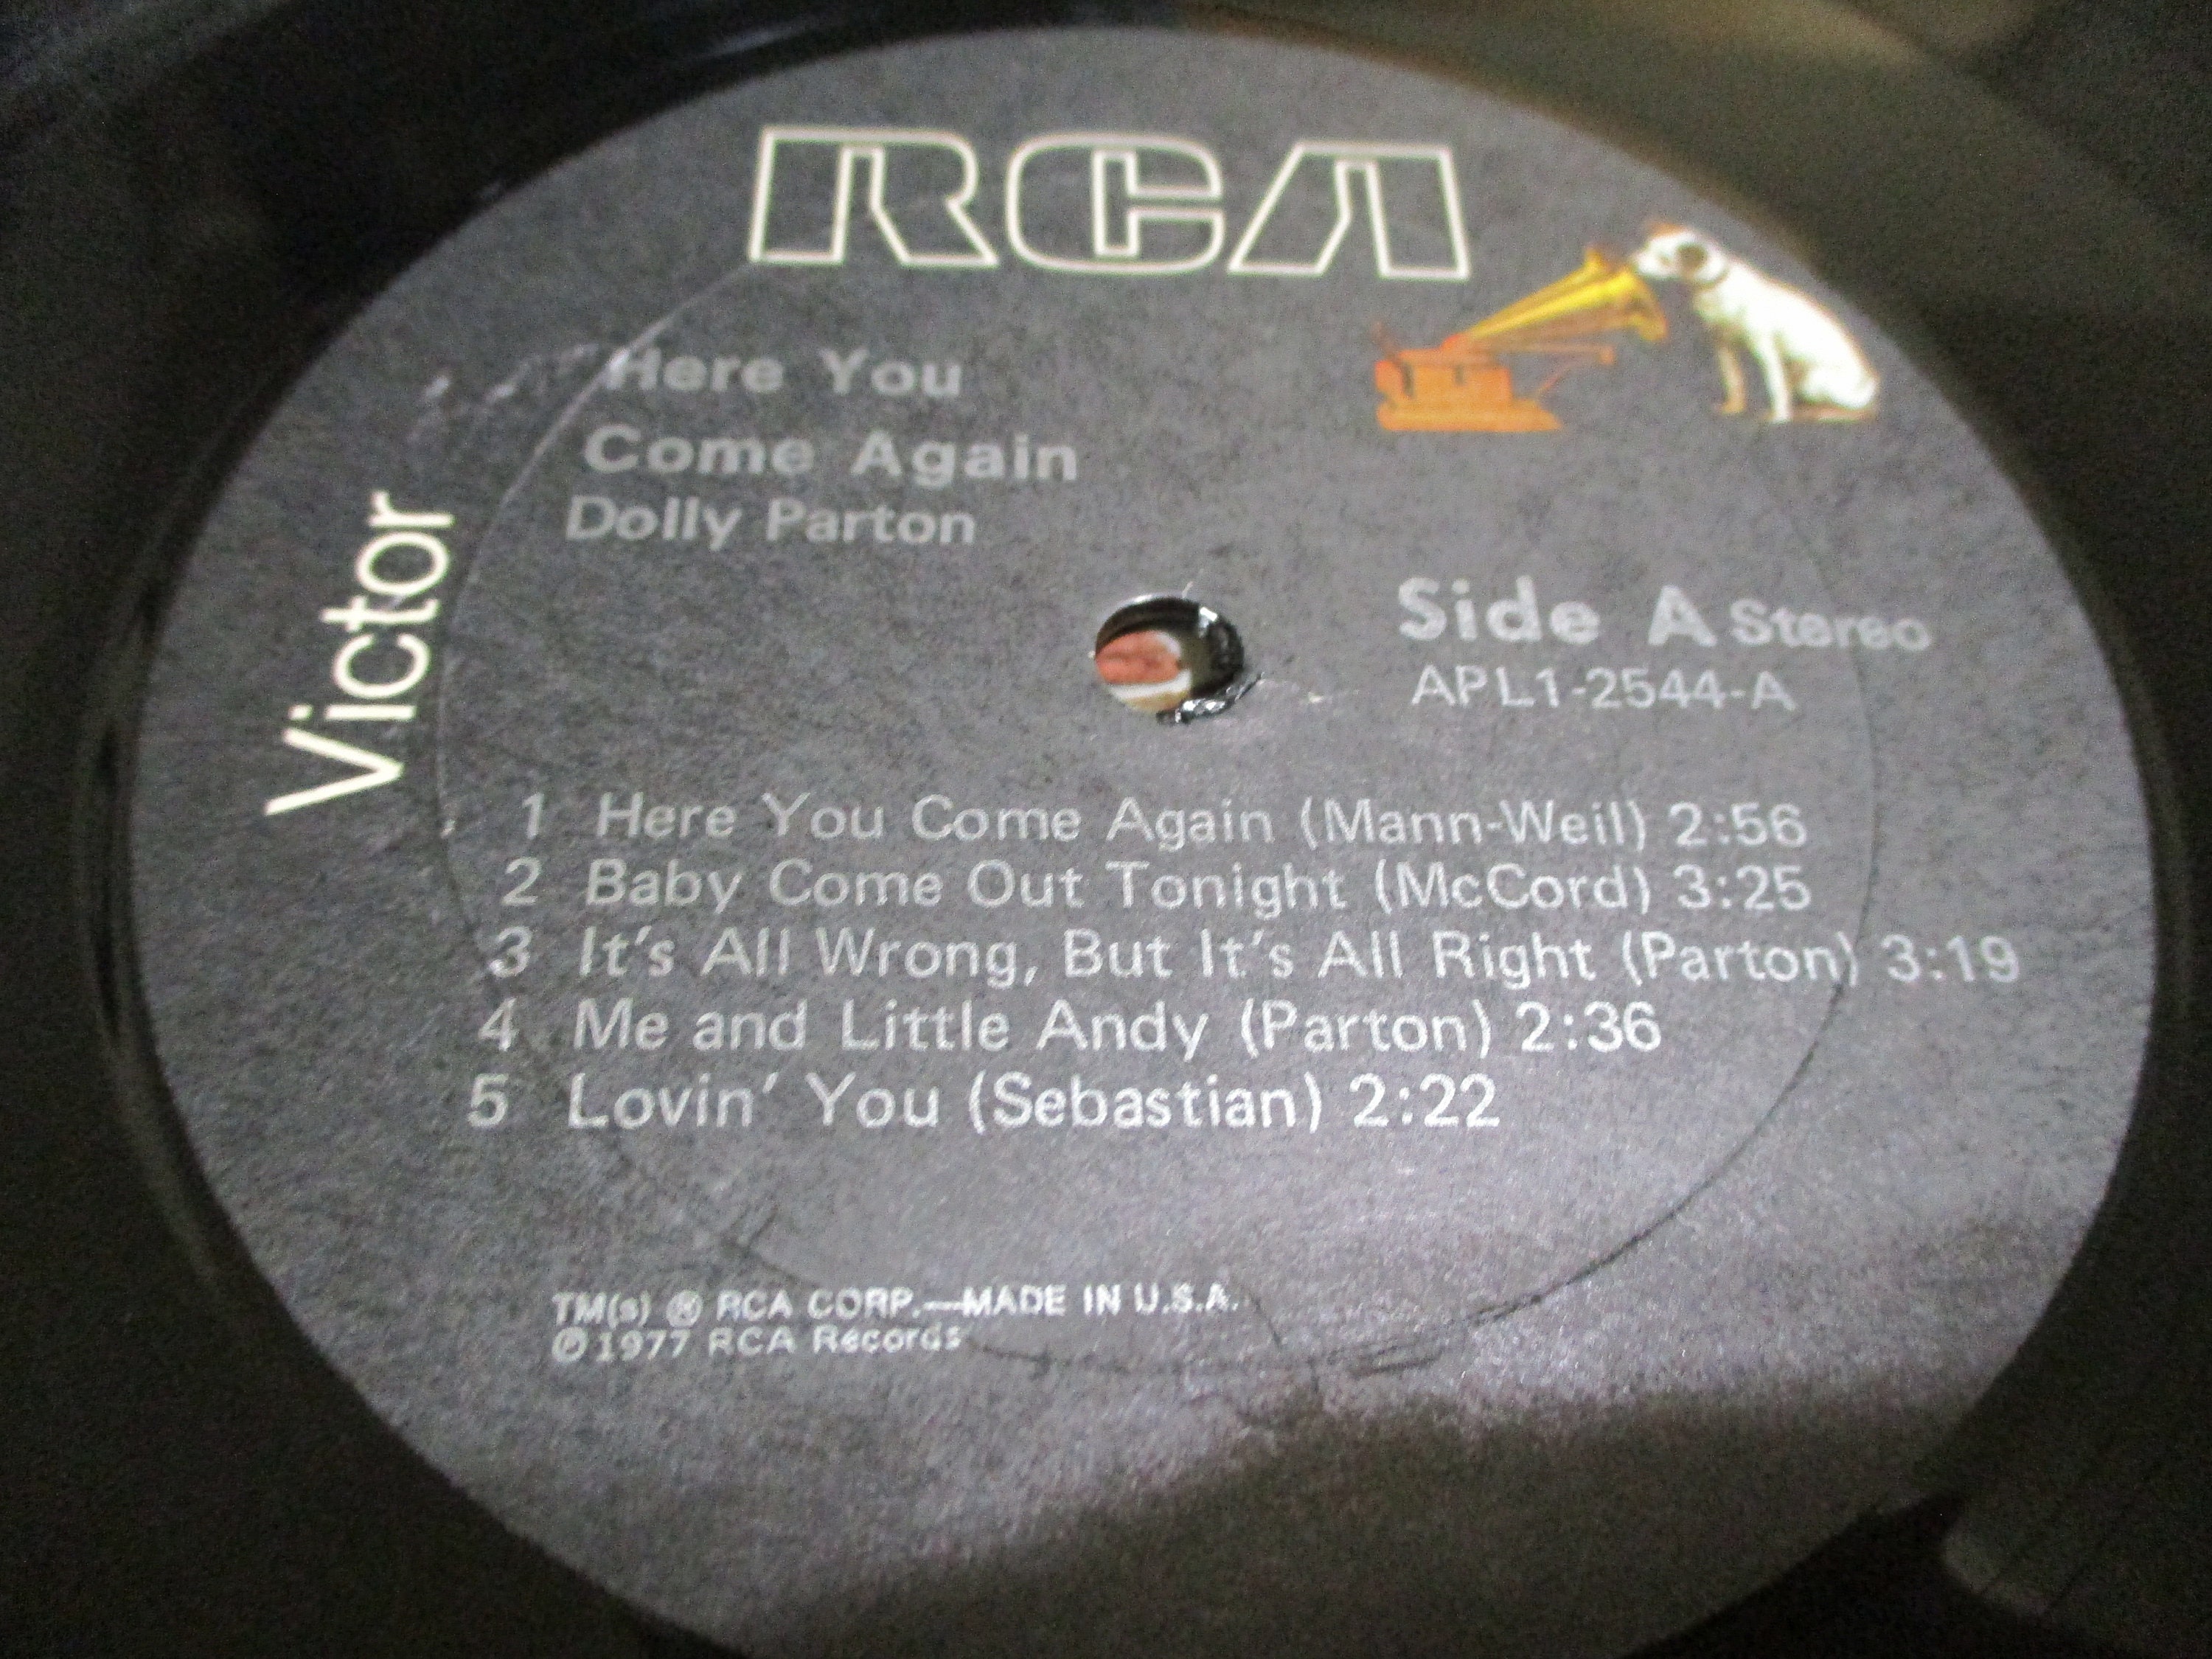 RCA
Victor
Here You
Come Again
Dolly Parton
Side A Stereo
APL1-2544-A
1 Here You Come Again (Mann-Weil) 2:56
2 Baby Come Out Tonight (McCord) 3:25
3 It's All Wrong, But It's All Right (Parton) 3:19
4 Me and Little Andy (Parton) 2:36
5 Lovin' You (Sebastian) 2:22
TM(s) ® RCA CORP.—MADE IN U.S.A.
℗1977 RCA Records